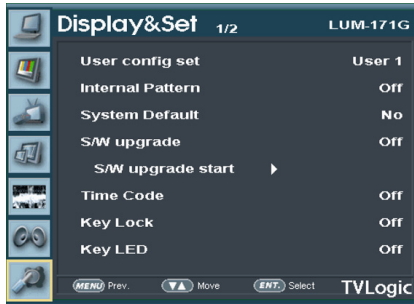 Display&Set 1/2 LUM-171G
User config set User 1
Internal Pattern Off
System Default No
S/W upgrade Off
S/W upgrade start
Time Code Off
Key Lock Off
Key LED Off
MENU Prev. ▼▲ Move ENT. Select TVLogic